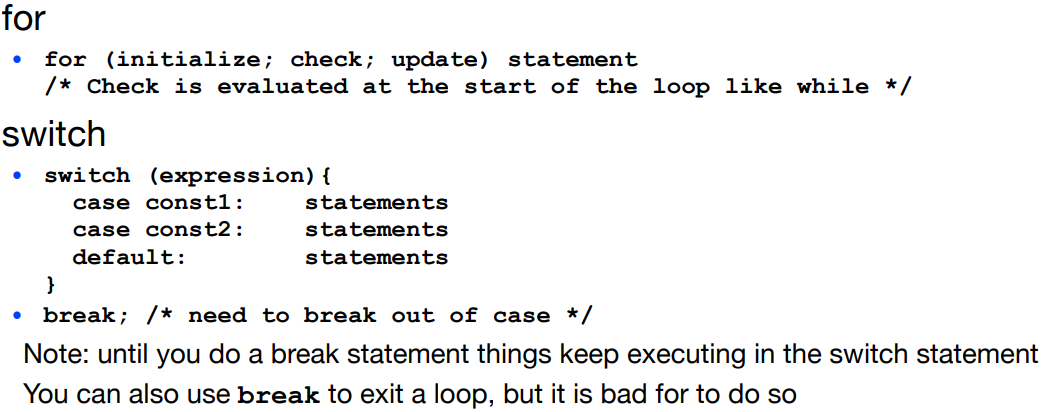 for
• for (initialize; check; update) statement
/* Check is evaluated at the start of the loop like while */
switch
• switch (expression){
case const1: statements
case const2: statements
default: statements
}
• break; /* need to break out of case */
Note: until you do a break statement things keep executing in the switch statement
You can also use break to exit a loop, but it is bad for to do so